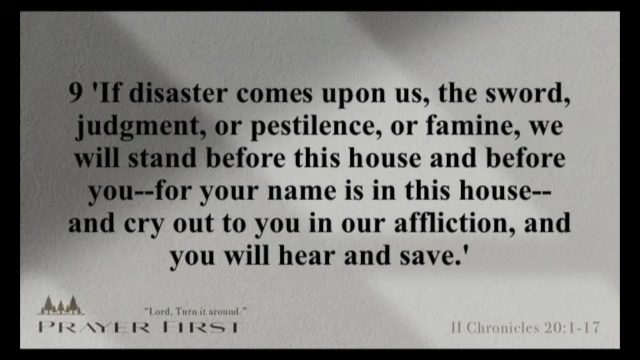 9 'If disaster comes upon us, the sword,
judgment, or pestilence, or famine, we
will stand before this house and before
you--for your name is in this house--
and cry out to you in our affliction, and
you will hear and save.'
"Lord, Turn it around."
PRAYER FIRST
II Chronicles 20:1-17